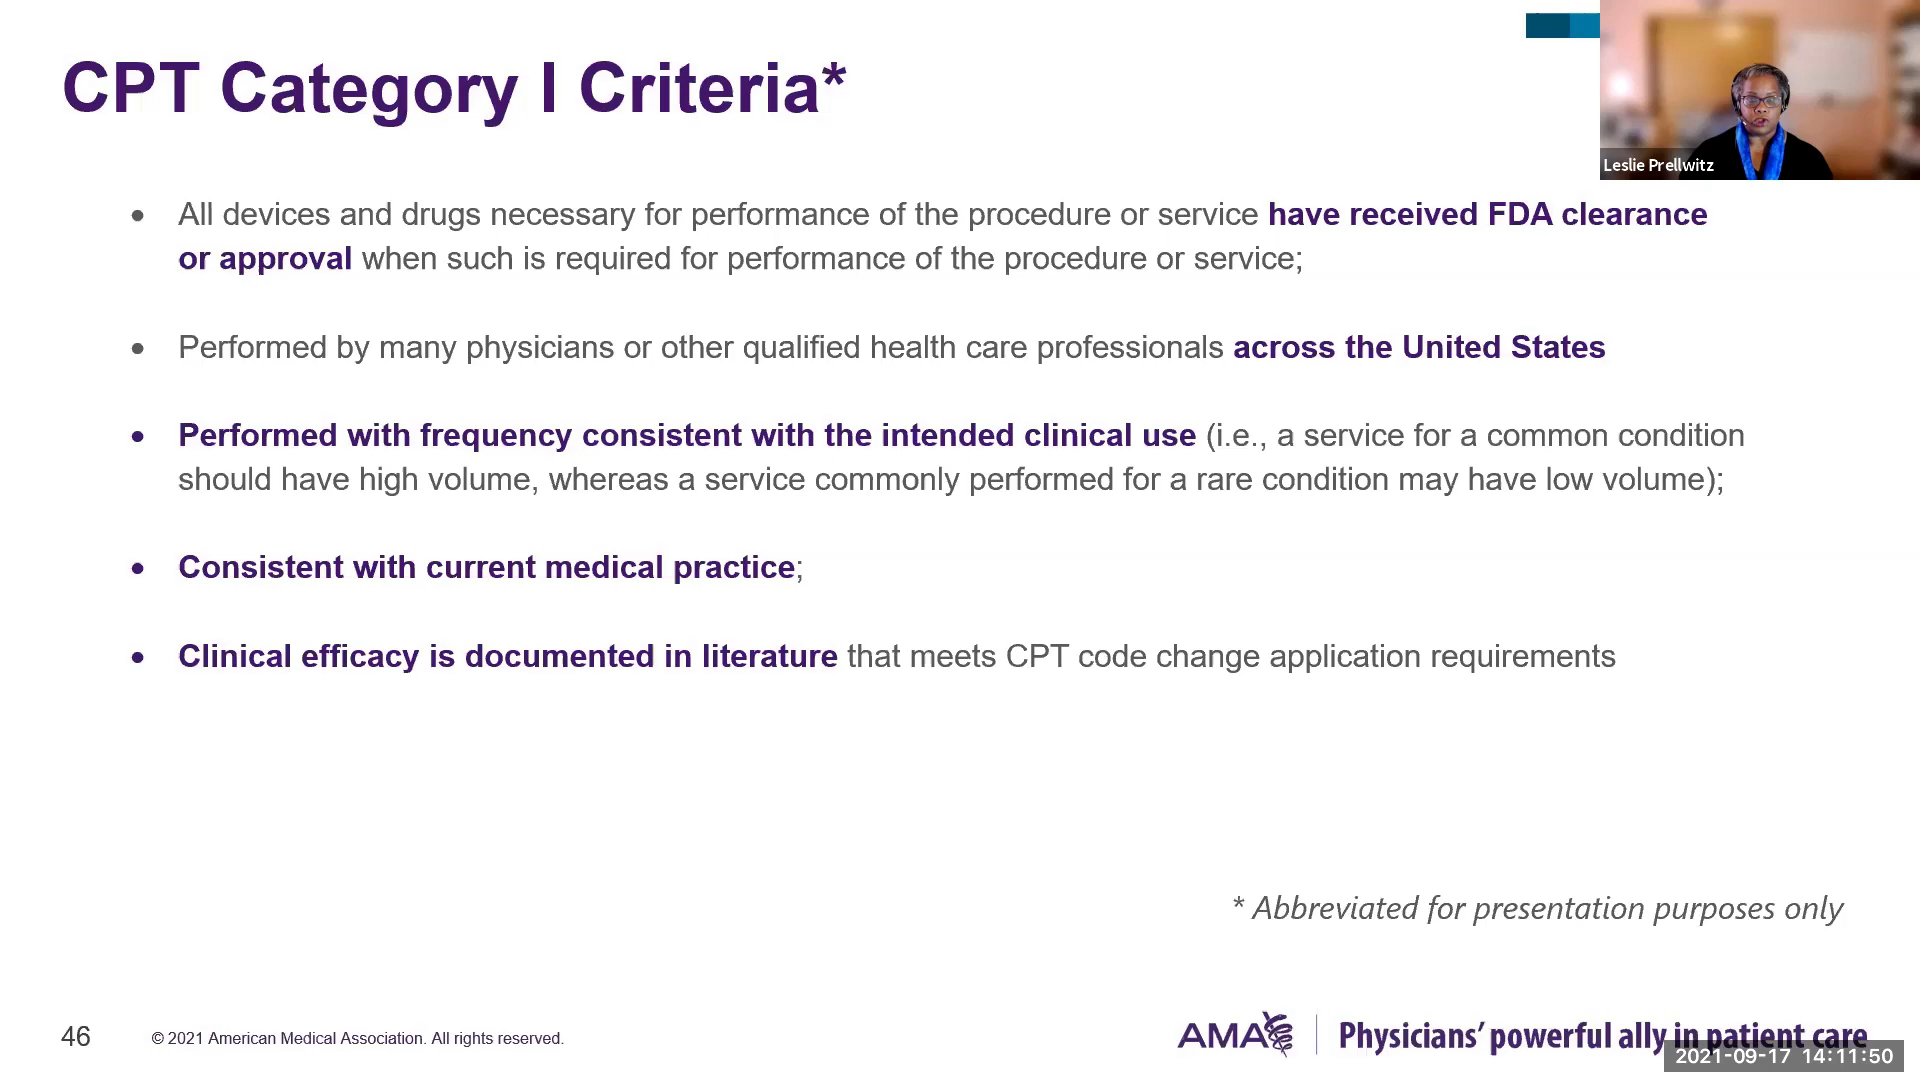 CPT Category I Criteria*
Leslie Prellwitz
• All devices and drugs necessary for performance of the procedure or service have received FDA clearance
or approval when such is required for performance of the procedure or service;
• Performed by many physicians or other qualified health care professionals across the United States
• Performed with frequency consistent with the intended clinical use (i.e., a service for a common condition
should have high volume, whereas a service commonly performed for a rare condition may have low volume);
• Consistent with current medical practice;
• Clinical efficacy is documented in literature that meets CPT code change application requirements
* Abbreviated for presentation purposes only
46
© 2021 American Medical Association. All rights reserved.
AMA
Physicians' powerful ally in patient care
2021-09-17 14:11:50